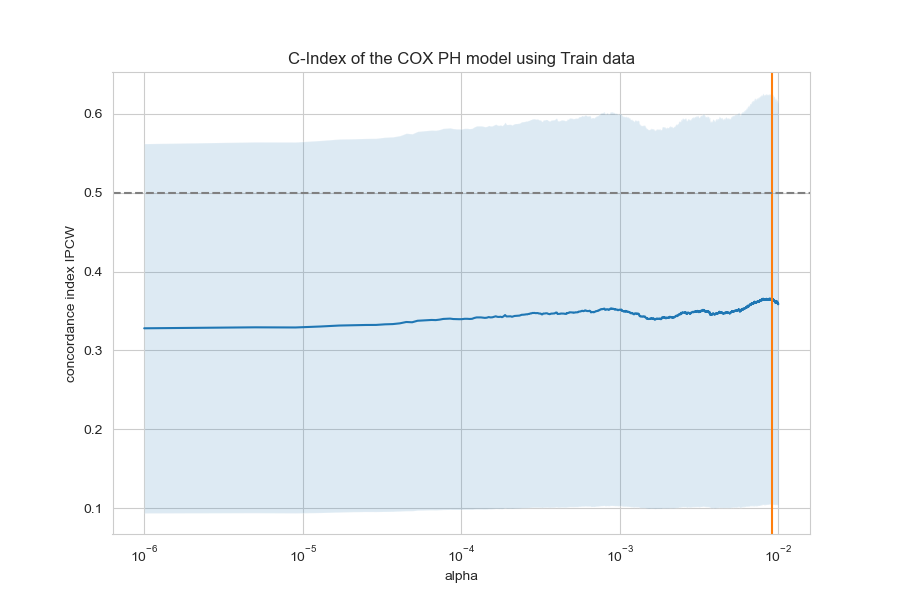 C-Index of the COX PH model using Train data
concordance index IPCW
0.6
0.5
0.4
0.3
0.2
0.1
10⁻⁶ 10⁻⁵ 10⁻⁴ 10⁻³ 10⁻²
alpha